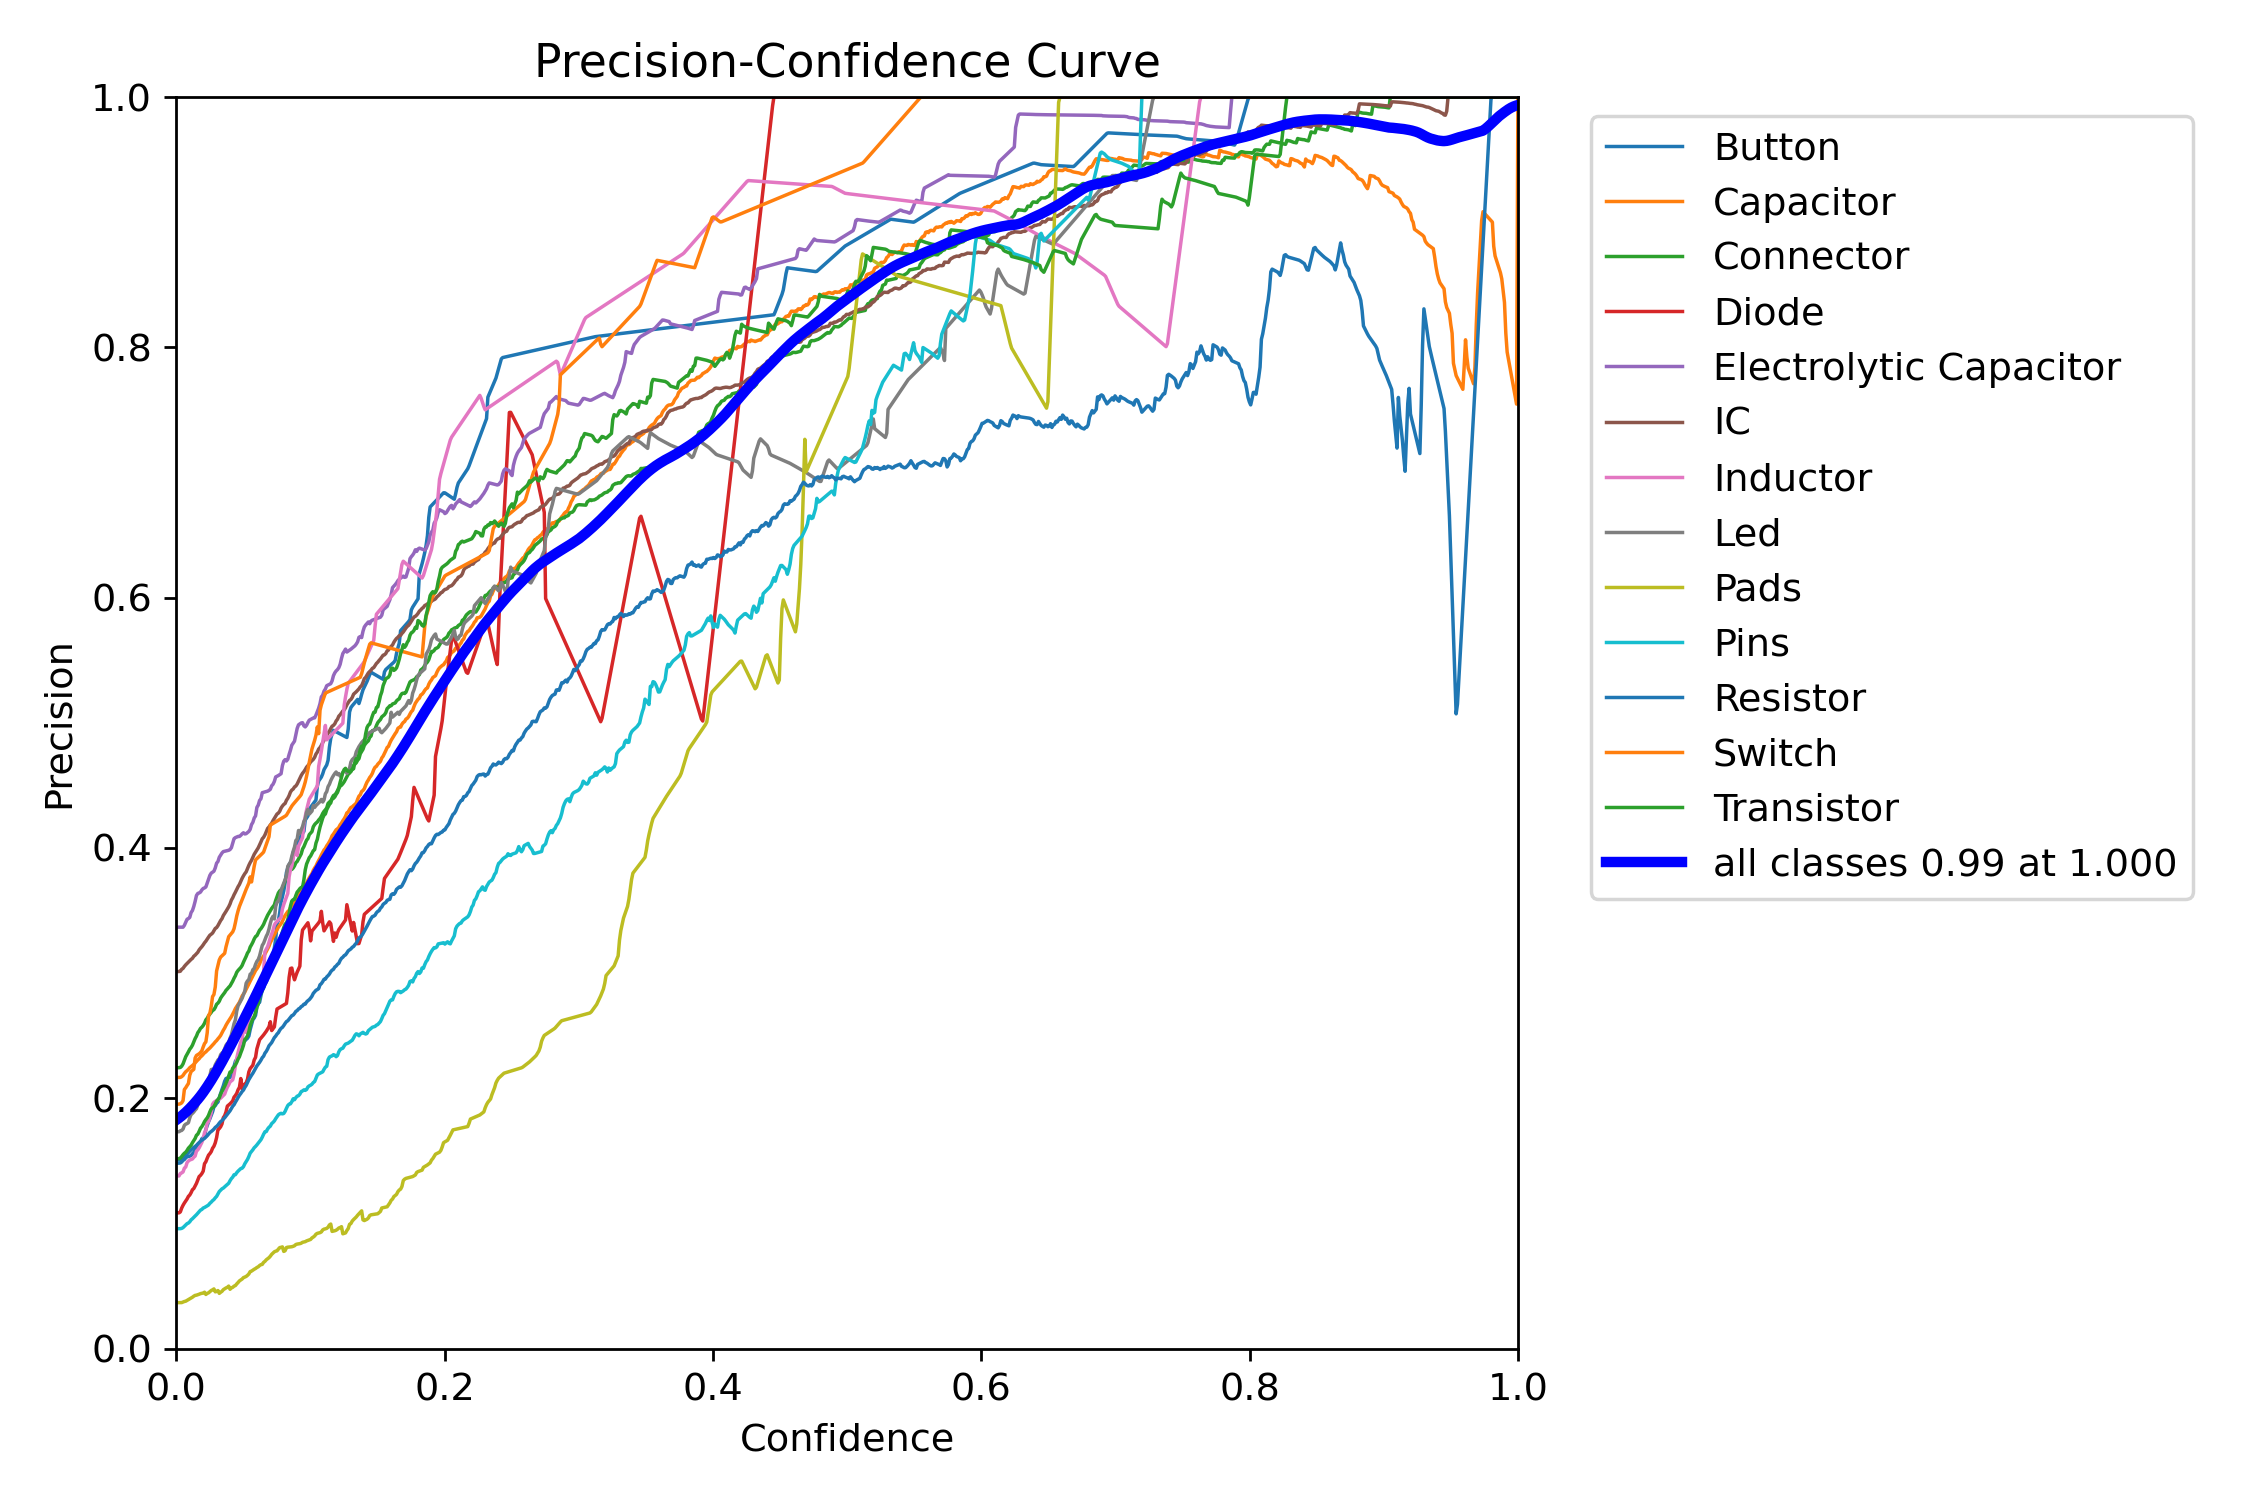 Precision-Confidence Curve
1.0
0.8
0.6
0.4
0.2
0.0
Precision
0.0 0.2 0.4 0.6 0.8 1.0
Confidence
Button
Capacitor
Connector
Diode
Electrolytic Capacitor
IC
Inductor
Led
Pads
Pins
Resistor
Switch
Transistor
all classes 0.99 at 1.000